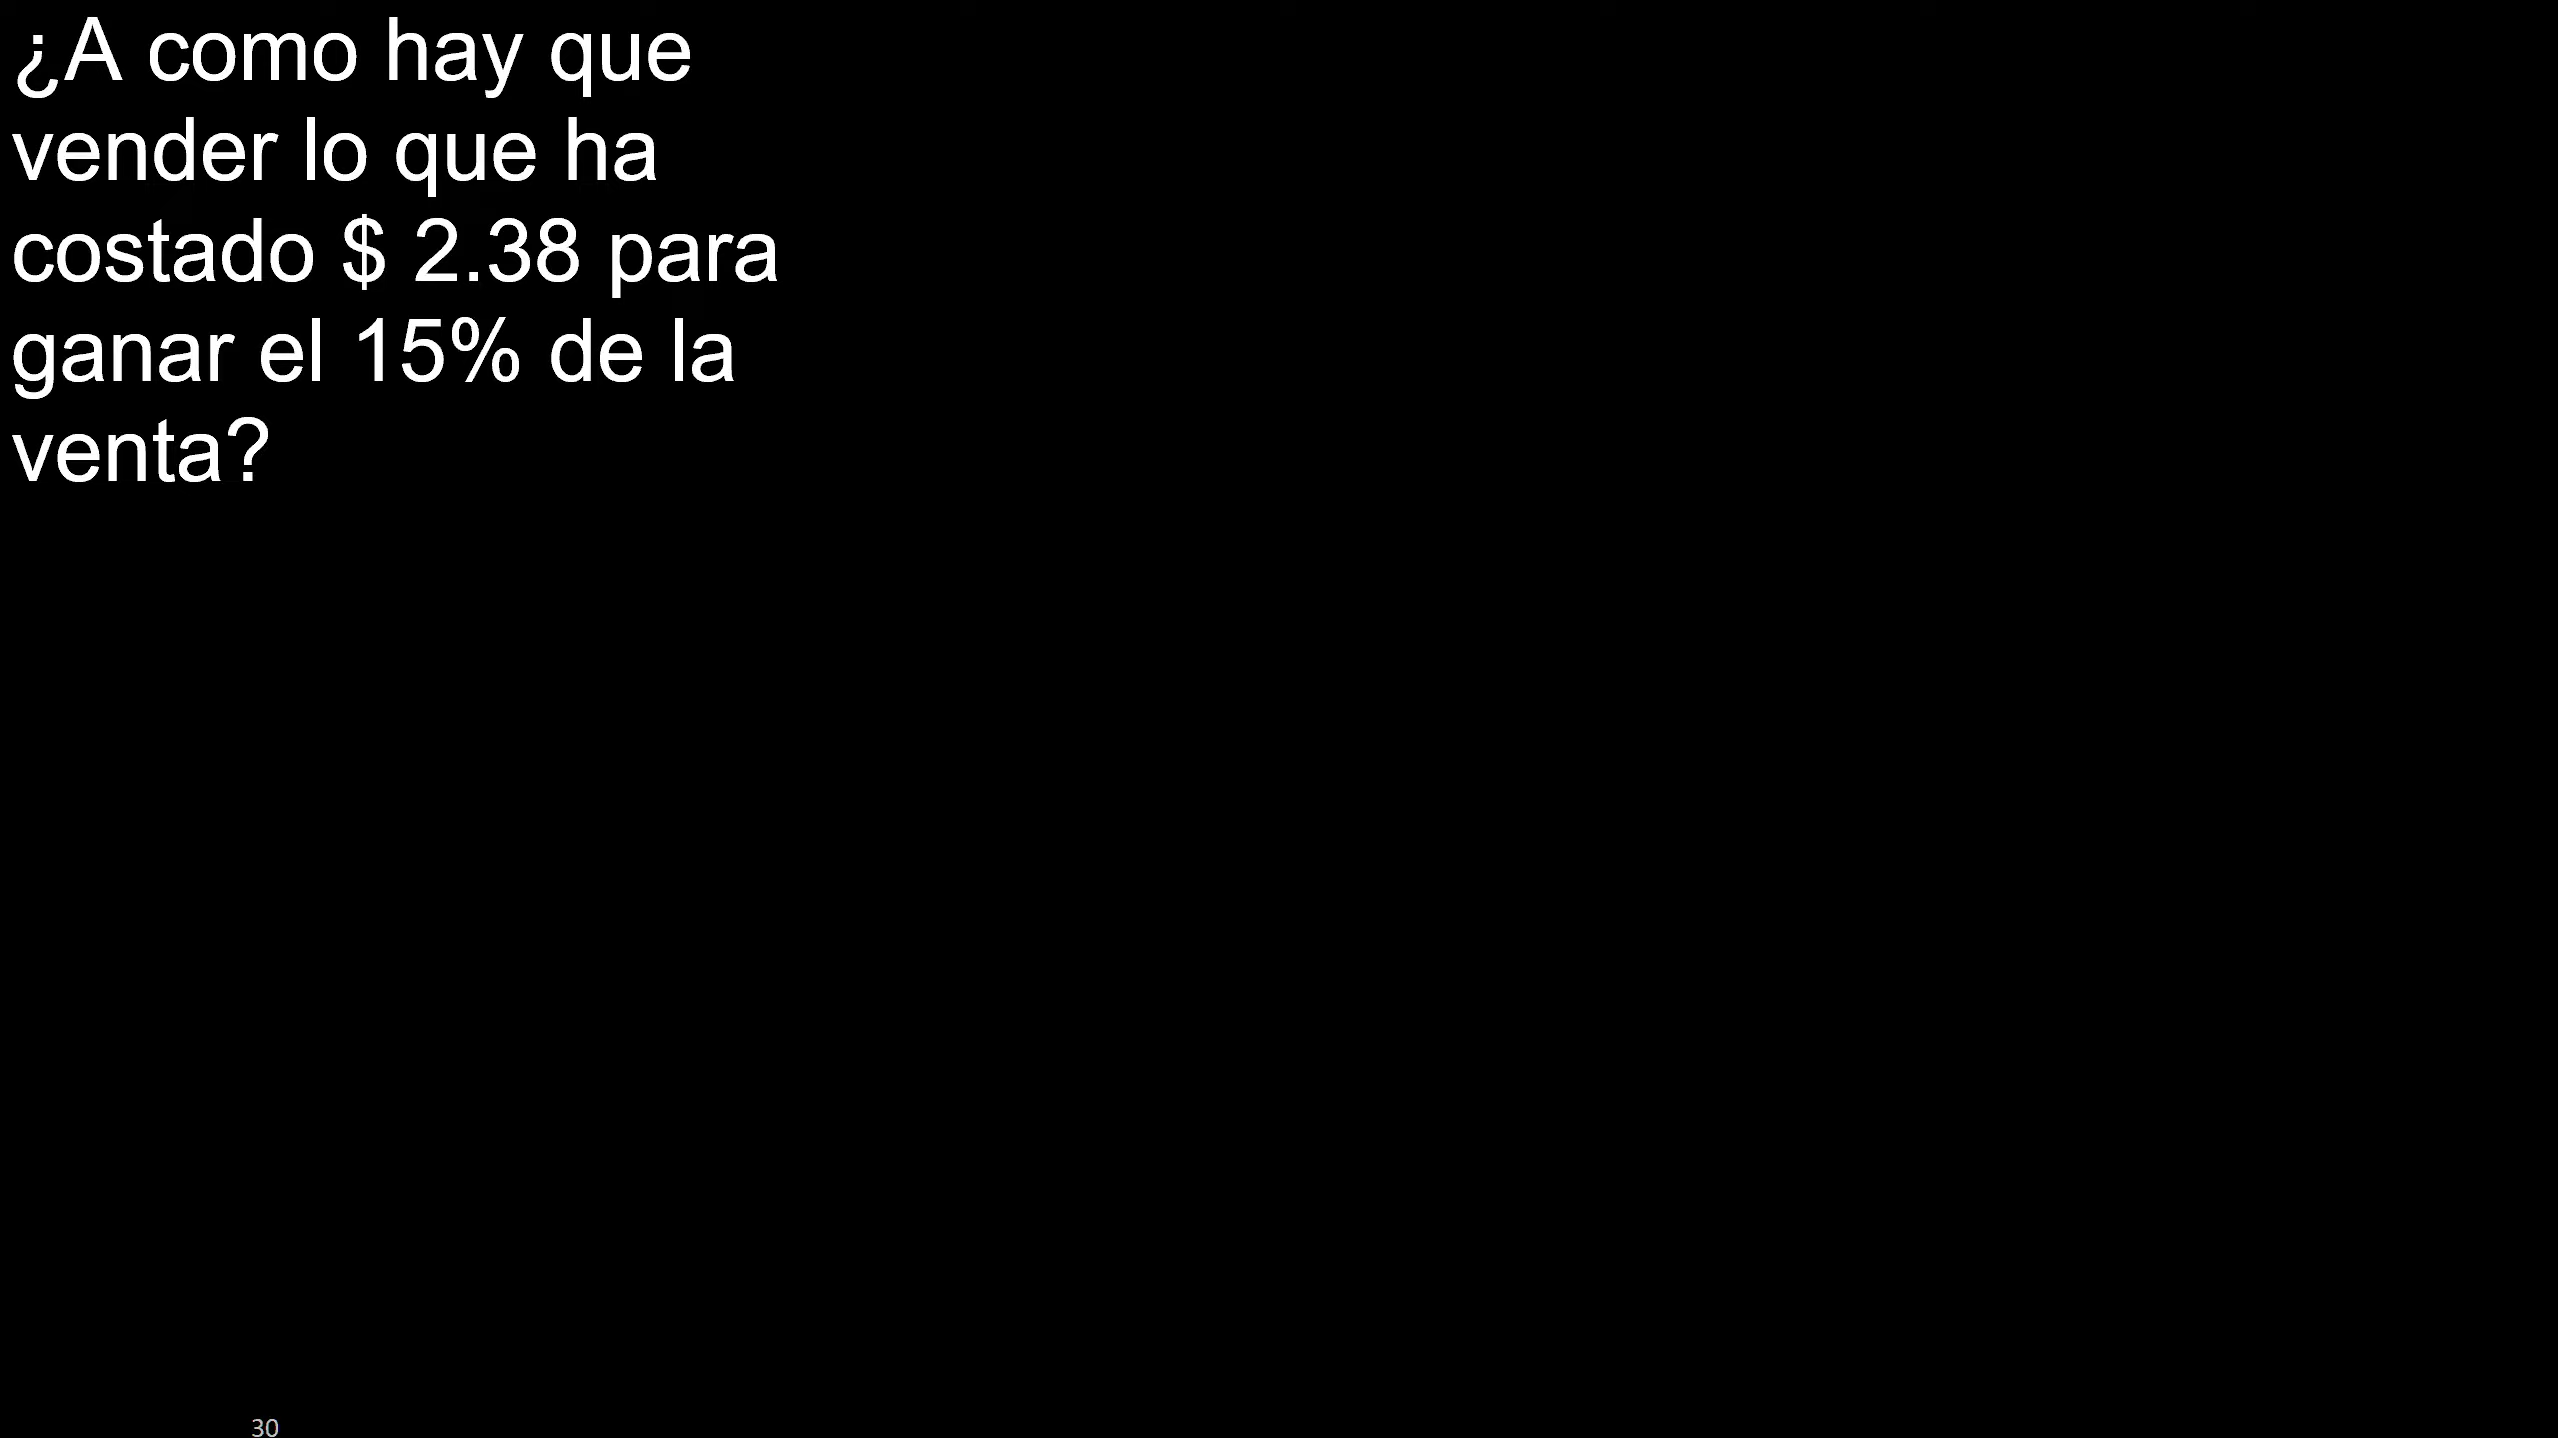 ¿A como hay que
vender lo que ha
costado $ 2.38 para
ganar el 15% de la
venta?
30